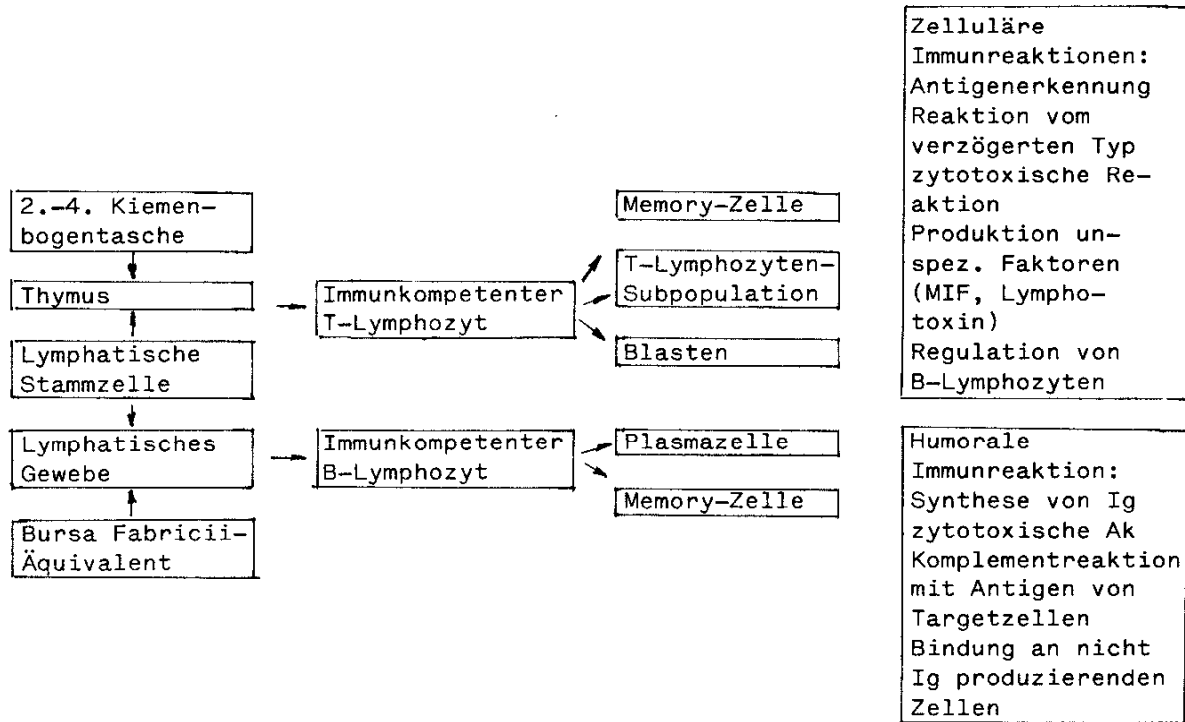 2.-4. Kiemen-
bogentasche
Thymus
Lymphatische
Stammzelle
Lymphatisches
Gewebe
Bursa Fabricii-
Äquivalent
Immunkompetenter
T-Lymphozyt
Immunkompetenter
B-Lymphozyt
Memory-Zelle
T-Lymphozyten-
Subpopulation
Blasten
Plasmazelle
Memory-Zelle
Zelluläre
Immunreaktionen:
Antigenerkennung
Reaktion vom
verzögerten Typ
zytotoxische Re-
aktion
Produktion un-
spez. Faktoren
(MIF, Lympho-
toxin)
Regulation von
B-Lymphozyten
Humorale
Immunreaktion:
Synthese von Ig
zytotoxische Ak
Komplementreaktion
mit Antigen von
Targetzellen
Bindung an nicht
Ig produzierenden
Zellen